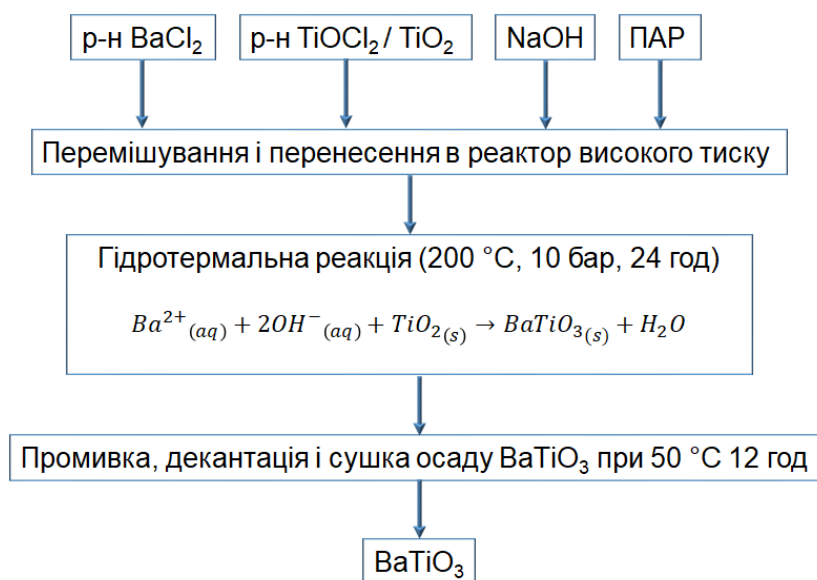 р-н BaCl₂
р-н TiOCl₂ / TiO₂
NaOH
ПАР
Перемішування і перенесення в реактор високого тиску
Гідротермальна реакція (200 °С, 10 бар, 24 год)
Ba²⁺₍aq₎ + 2OH⁻₍aq₎ + TiO₂₍s₎ → BaTiO₃₍s₎ + H₂O
Промивка, декантація і сушка осаду BaTiO₃ при 50 °С 12 год
BaTiO₃